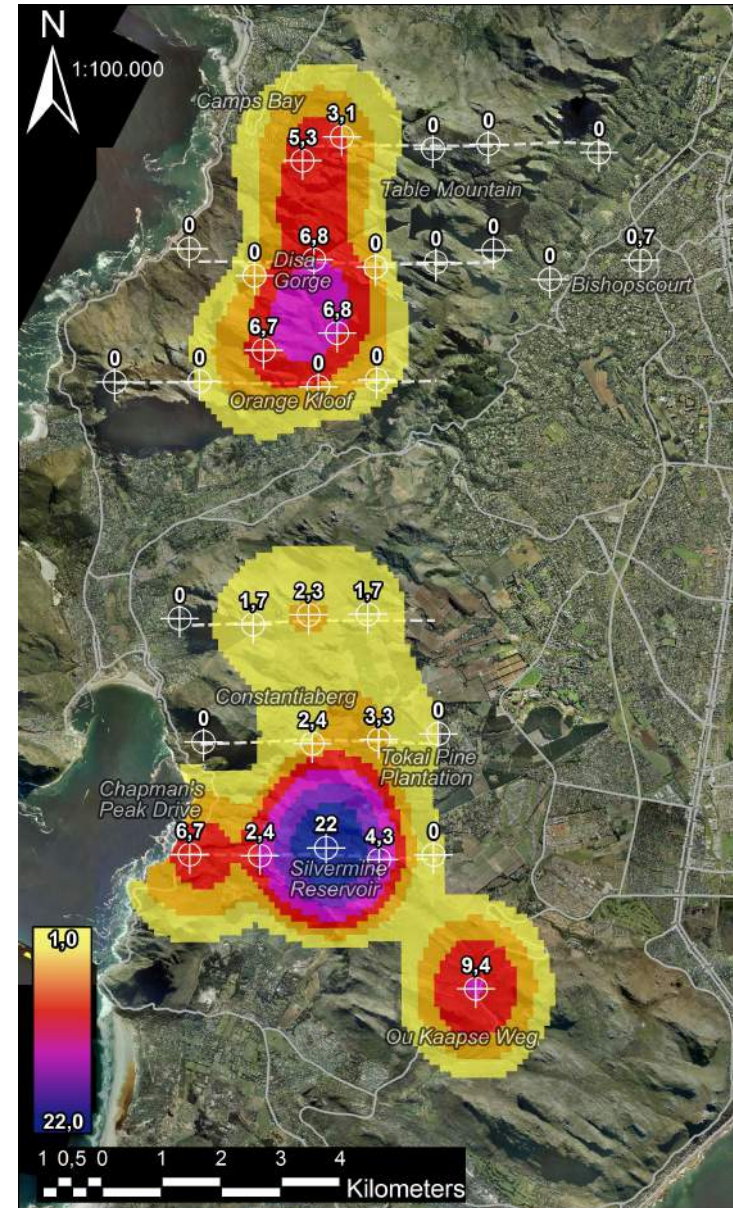 N
1:100.000
Camps Bay
3,1
5,3
0
0
0
Table Mountain
0
0
6,8
0
0
0
0
0,7
Disa
Gorge
Bishopscourt
6,7
6,8
0
0
0
0
Orange Kloof
0
1,7
2,3
1,7
Constantiaberg
0
2,4
3,3
0
Tokai Pine
Plantation
Chapman's
Peak Drive
6,7
2,4
22
4,3
0
Silvermine
Reservoir
9,4
Ou Kaapse Weg
1,0
22,0
1 0,5 0 1 2 3 4
Kilometers